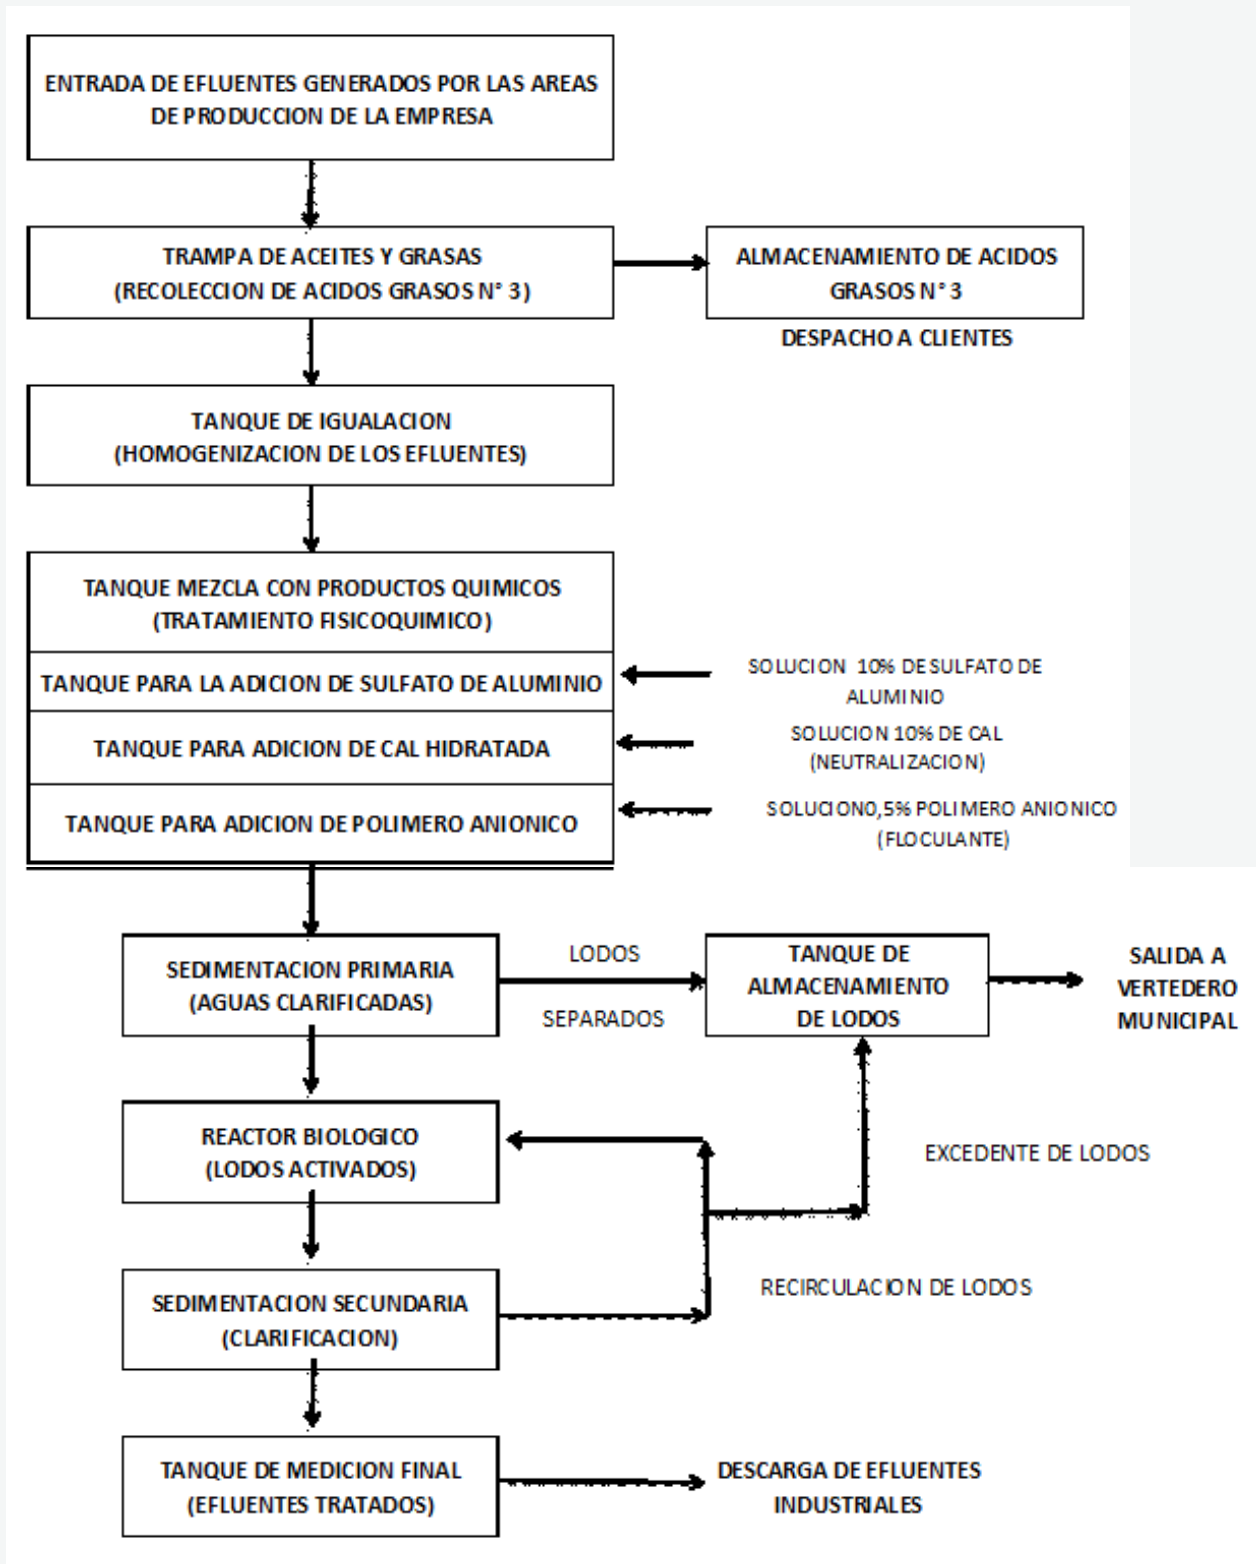 ENTRADA DE EFLUENTES GENERADOS POR LAS AREAS
DE PRODUCCION DE LA EMPRESA
TRAMPA DE ACEITES Y GRASAS
(RECOLECCION DE ACIDOS GRASOS N° 3)
ALMACENAMIENTO DE ACIDOS
GRASOS N° 3
DESPACHO A CLIENTES
TANQUE DE IGUALACION
(HOMOGENIZACION DE LOS EFLUENTES)
TANQUE MEZCLA CON PRODUCTOS QUIMICOS
(TRATAMIENTO FISICOQUIMICO)
TANQUE PARA LA ADICION DE SULFATO DE ALUMINIO
SOLUCION 10% DE SULFATO DE
ALUMINIO
TANQUE PARA ADICION DE CAL HIDRATADA
SOLUCION 10% DE CAL
(NEUTRALIZACION)
TANQUE PARA ADICION DE POLIMERO ANIONICO
SOLUCION0,5% POLIMERO ANIONICO
(FLOCULANTE)
SEDIMENTACION PRIMARIA
(AGUAS CLARIFICADAS)
LODOS
SEPARADOS
TANQUE DE
ALMACENAMIENTO
DE LODOS
SALIDA A
VERTEDERO
MUNICIPAL
REACTOR BIOLOGICO
(LODOS ACTIVADOS)
EXCEDENTE DE LODOS
RECIRCULACION DE LODOS
SEDIMENTACION SECUNDARIA
(CLARIFICACION)
TANQUE DE MEDICION FINAL
(EFLUENTES TRATADOS)
DESCARGA DE EFLUENTES
INDUSTRIALES